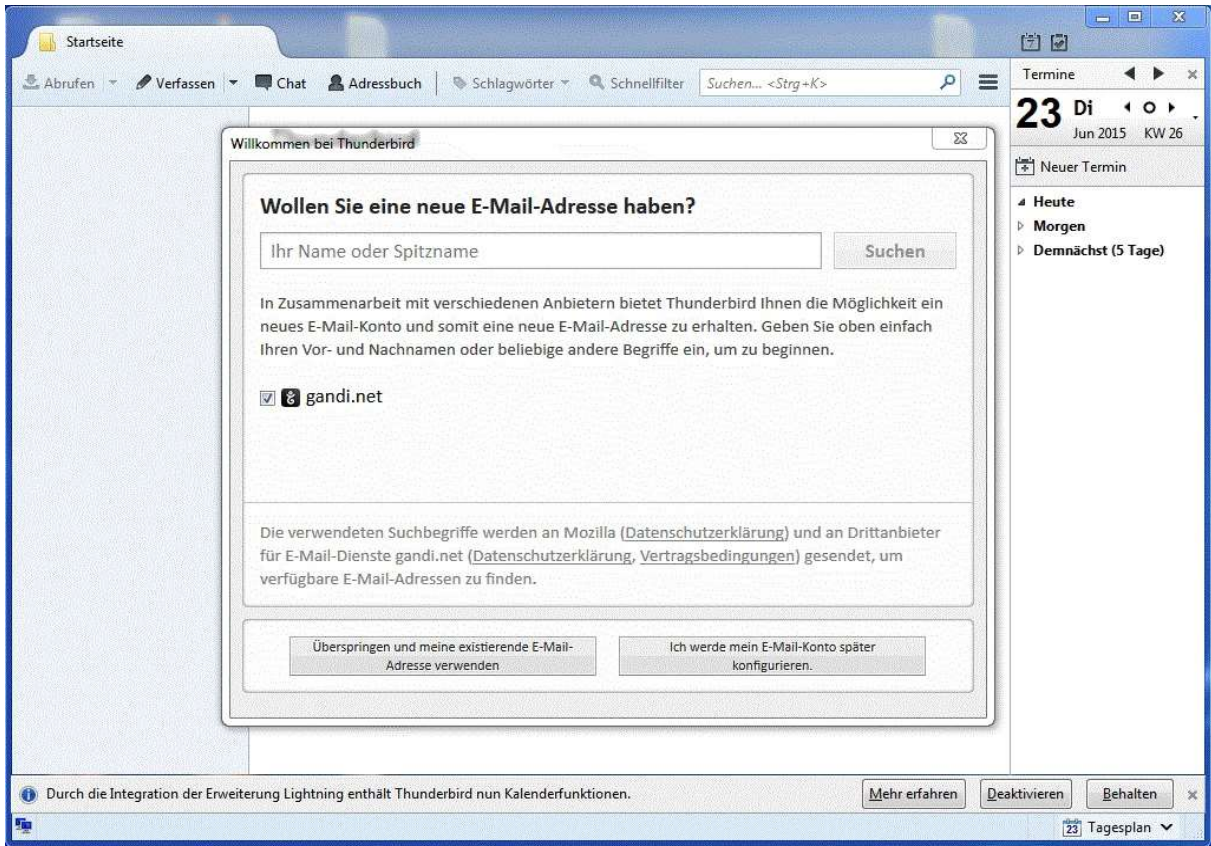 Startseite
Abrufen Verfassen Chat Adressbuch Schlagwörter Schnellfilter Suchen... <Strg+K>
Termine
23 Di
Jun 2015 KW 26
Neuer Termin
Heute
Morgen
Demnächst (5 Tage)
Willkommen bei Thunderbird
Wollen Sie eine neue E-Mail-Adresse haben?
Ihr Name oder Spitzname Suchen
In Zusammenarbeit mit verschiedenen Anbietern bietet Thunderbird Ihnen die Möglichkeit ein
neues E-Mail-Konto und somit eine neue E-Mail-Adresse zu erhalten. Geben Sie oben einfach
Ihren Vor- und Nachnamen oder beliebige andere Begriffe ein, um zu beginnen.
gandi.net
Die verwendeten Suchbegriffe werden an Mozilla (Datenschutzerklärung) und an Drittanbieter
für E-Mail-Dienste gandi.net (Datenschutzerklärung, Vertragsbedingungen) gesendet, um
verfügbare E-Mail-Adressen zu finden.
Überspringen und meine existierende E-Mail-
Adresse verwenden
Ich werde mein E-Mail-Konto später
konfigurieren.
Durch die Integration der Erweiterung Lightning enthält Thunderbird nun Kalenderfunktionen. Mehr erfahren Deaktivieren Behalten
23 Tagesplan